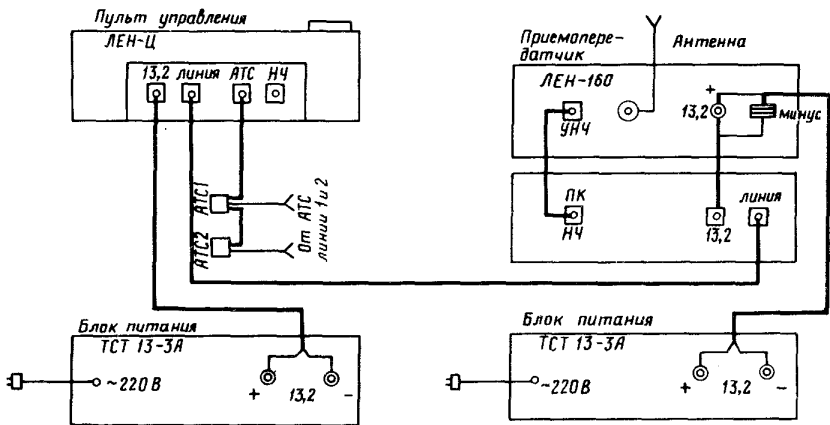 Пульт управления
ЛЕН-Ц
13,2 линия АТС НЧ
АТС1
АТС2
От АТС
линии 1 и 2
Приемопере-
датчик
Антенна
ЛЕН-160
УНЧ
+
13,2
минус
ПК
НЧ
13,2
линия
Блок питания
ТСТ 13-3А
~220 В
+ 13,2 -
Блок питания
ТСТ 13-3А
~220 В
+ 13,2 -